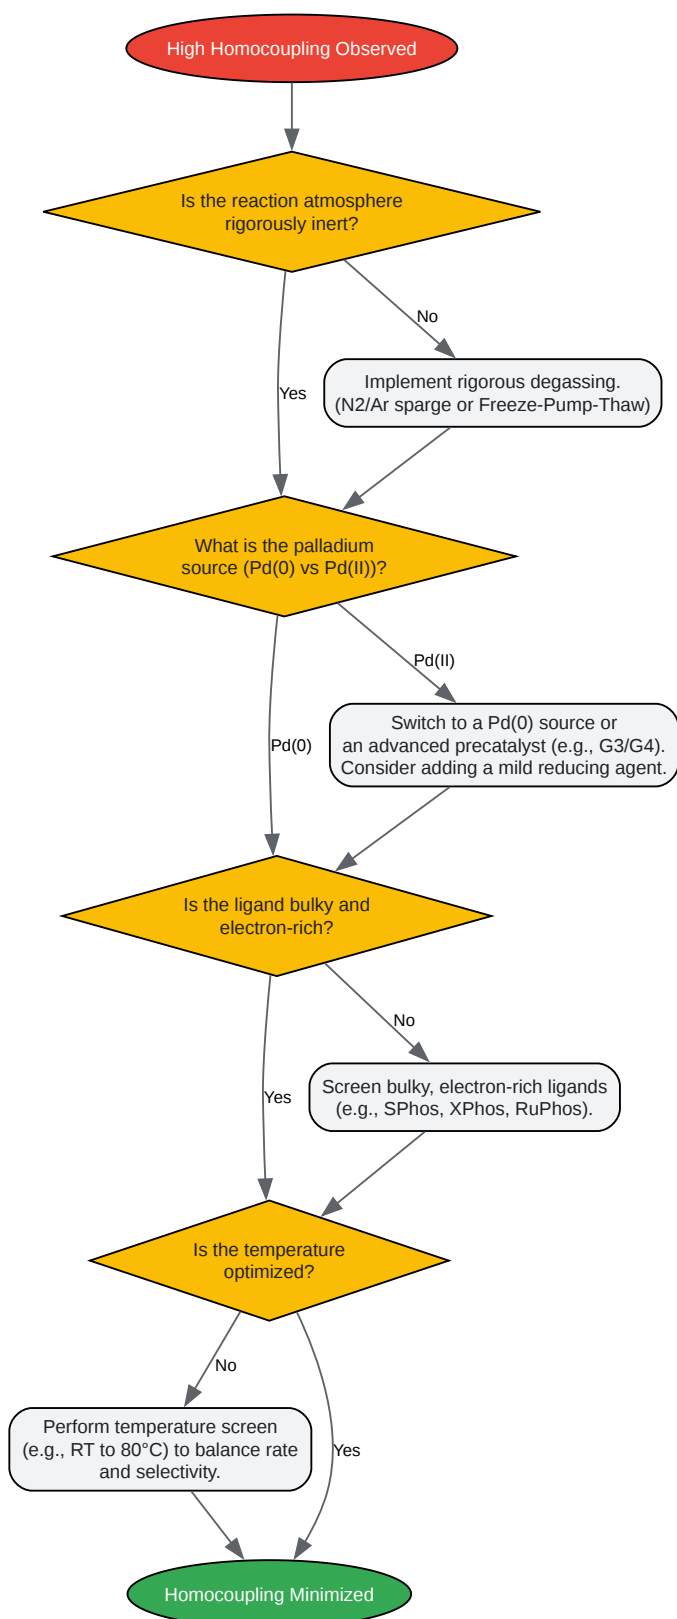 High Homocoupling Observed
Is the reaction atmosphere
rigorously inert?
No
Implement rigorous degassing.
(N2/Ar sparge or Freeze-Pump-Thaw)
Yes
What is the palladium
source (Pd(0) vs Pd(II))?
Pd(II)
Switch to a Pd(0) source or
an advanced precatalyst (e.g., G3/G4).
Consider adding a mild reducing agent.
Pd(0)
Is the ligand bulky and
electron-rich?
No
Screen bulky, electron-rich ligands
(e.g., SPhos, XPhos, RuPhos).
Yes
Is the temperature
optimized?
No
Perform temperature screen
(e.g., RT to 80°C) to balance rate
and selectivity.
Yes
Homocoupling Minimized